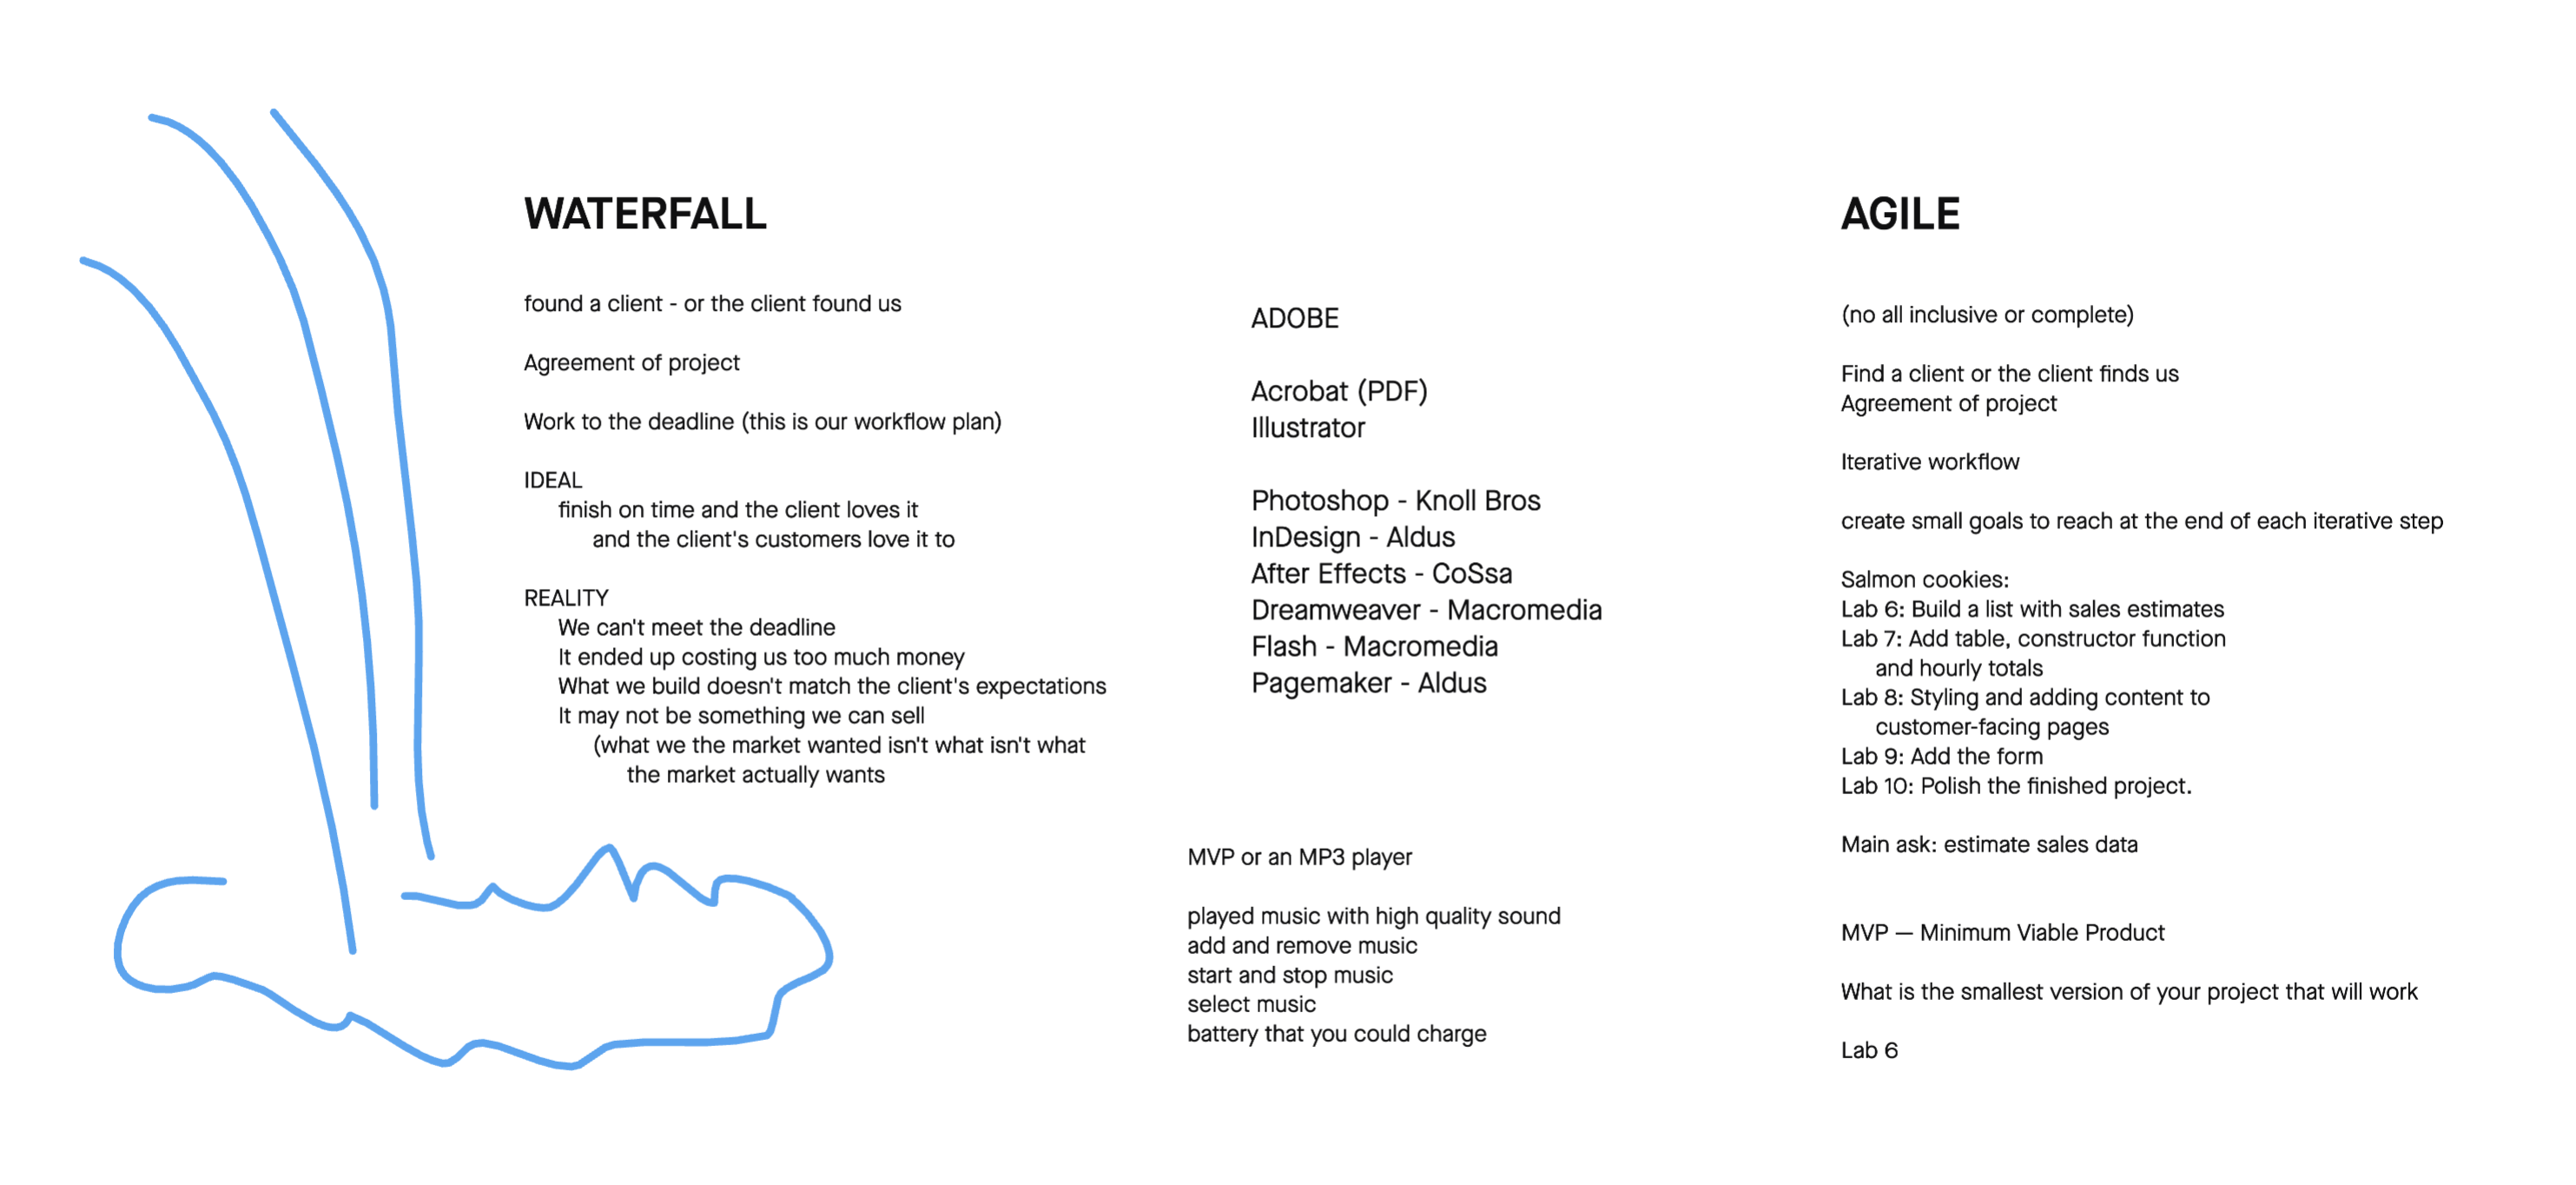 WATERFALL
found a client - or the client found us
Agreement of project
Work to the deadline (this is our workflow plan)
IDEAL
finish on time and the client loves it
and the client's customers love it to
REALITY
We can't meet the deadline
It ended up costing us too much money
What we build doesn't match the client's expectations
It may not be something we can sell
(what we the market wanted isn't what isn't what
the market actually wants
ADOBE
Acrobat (PDF)
Illustrator
Photoshop - Knoll Bros
InDesign - Aldus
After Effects - CoSsa
Dreamweaver - Macromedia
Flash - Macromedia
Pagemaker - Aldus
MVP or an MP3 player
played music with high quality sound
add and remove music
start and stop music
select music
battery that you could charge
AGILE
(no all inclusive or complete)
Find a client or the client finds us
Agreement of project
Iterative workflow
create small goals to reach at the end of each iterative step
Salmon cookies:
Lab 6: Build a list with sales estimates
Lab 7: Add table, constructor function
and hourly totals
Lab 8: Styling and adding content to
customer-facing pages
Lab 9: Add the form
Lab 10: Polish the finished project.
Main ask: estimate sales data
MVP — Minimum Viable Product
What is the smallest version of your project that will work
Lab 6